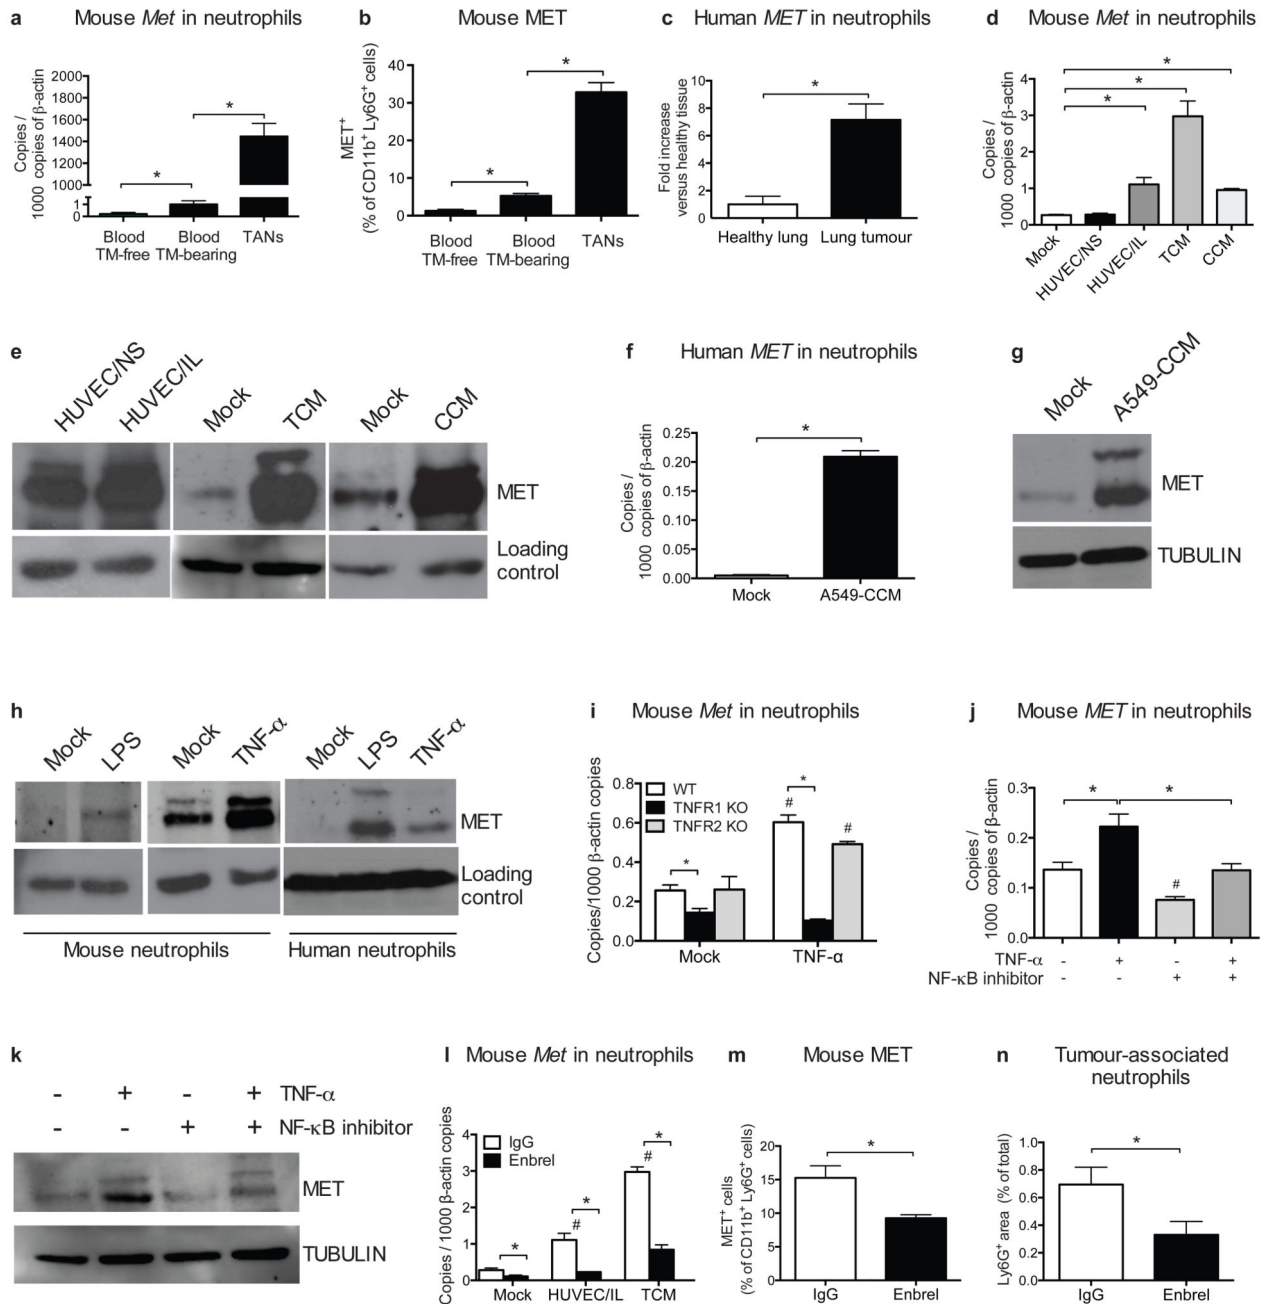 a Mouse Met in neutrophils
Copies /
1000 copies of β-actin
2000
1800
1600
1400
1200
1000
1
0
*
*
Blood
TM-free
Blood
TM-bearing
TANs
b Mouse MET
MET+
(% of CD11b+ Ly6G+ cells)
40
30
20
10
0
*
*
Blood
TM-free
Blood
TM-bearing
TANs
c Human MET in neutrophils
Fold increase
versus healthy tissue
10
8
6
4
2
0
*
Healthy lung
Lung tumour
d Mouse Met in neutrophils
Copies /
1000 copies of β-actin
4
3
2
1
0
*
*
*
Mock
HUVEC/NS
HUVEC/IL
TCM
CCM
e
HUVEC/NS
HUVEC/IL
Mock
TCM
Mock
CCM
MET
Loading
control
f Human MET in neutrophils
Copies /
1000 copies of β-actin
0.25
0.20
0.15
0.10
0.05
0.00
*
Mock
A549-CCM
g
Mock
A549-CCM
MET
TUBULIN
h
Mock
LPS
Mock
TNF-α
Mock
LPS
TNF-α
MET
Loading
control
Mouse neutrophils
Human neutrophils
i Mouse Met in neutrophils
Copies/1000 β-actin copies
0.8
0.6
0.4
0.2
0.0
WT
TNFR1 KO
TNFR2 KO
*
#
*
#
Mock
TNF-α
j Mouse MET in neutrophils
Copies /
1000 copies of β-actin
0.3
0.2
0.1
0.0
*
*
#
TNF-α - + - +
NF-κB inhibitor - - + +
k
- + - + TNF-α
- - + + NF-κB inhibitor
MET
TUBULIN
l Mouse Met in neutrophils
Copies / 1000 β-actin copies
4
3
2
1
0
IgG
Enbrel
*
*
#
*
#
Mock
HUVEC/IL
TCM
m Mouse MET
MET+ cells
(% of CD11b+ Ly6G+ cells)
20
15
10
5
0
*
IgG
Enbrel
n Tumour-associated
neutrophils
Ly6G+ area (% of total)
1.0
0.8
0.6
0.4
0.2
0.0
*
IgG
Enbrel